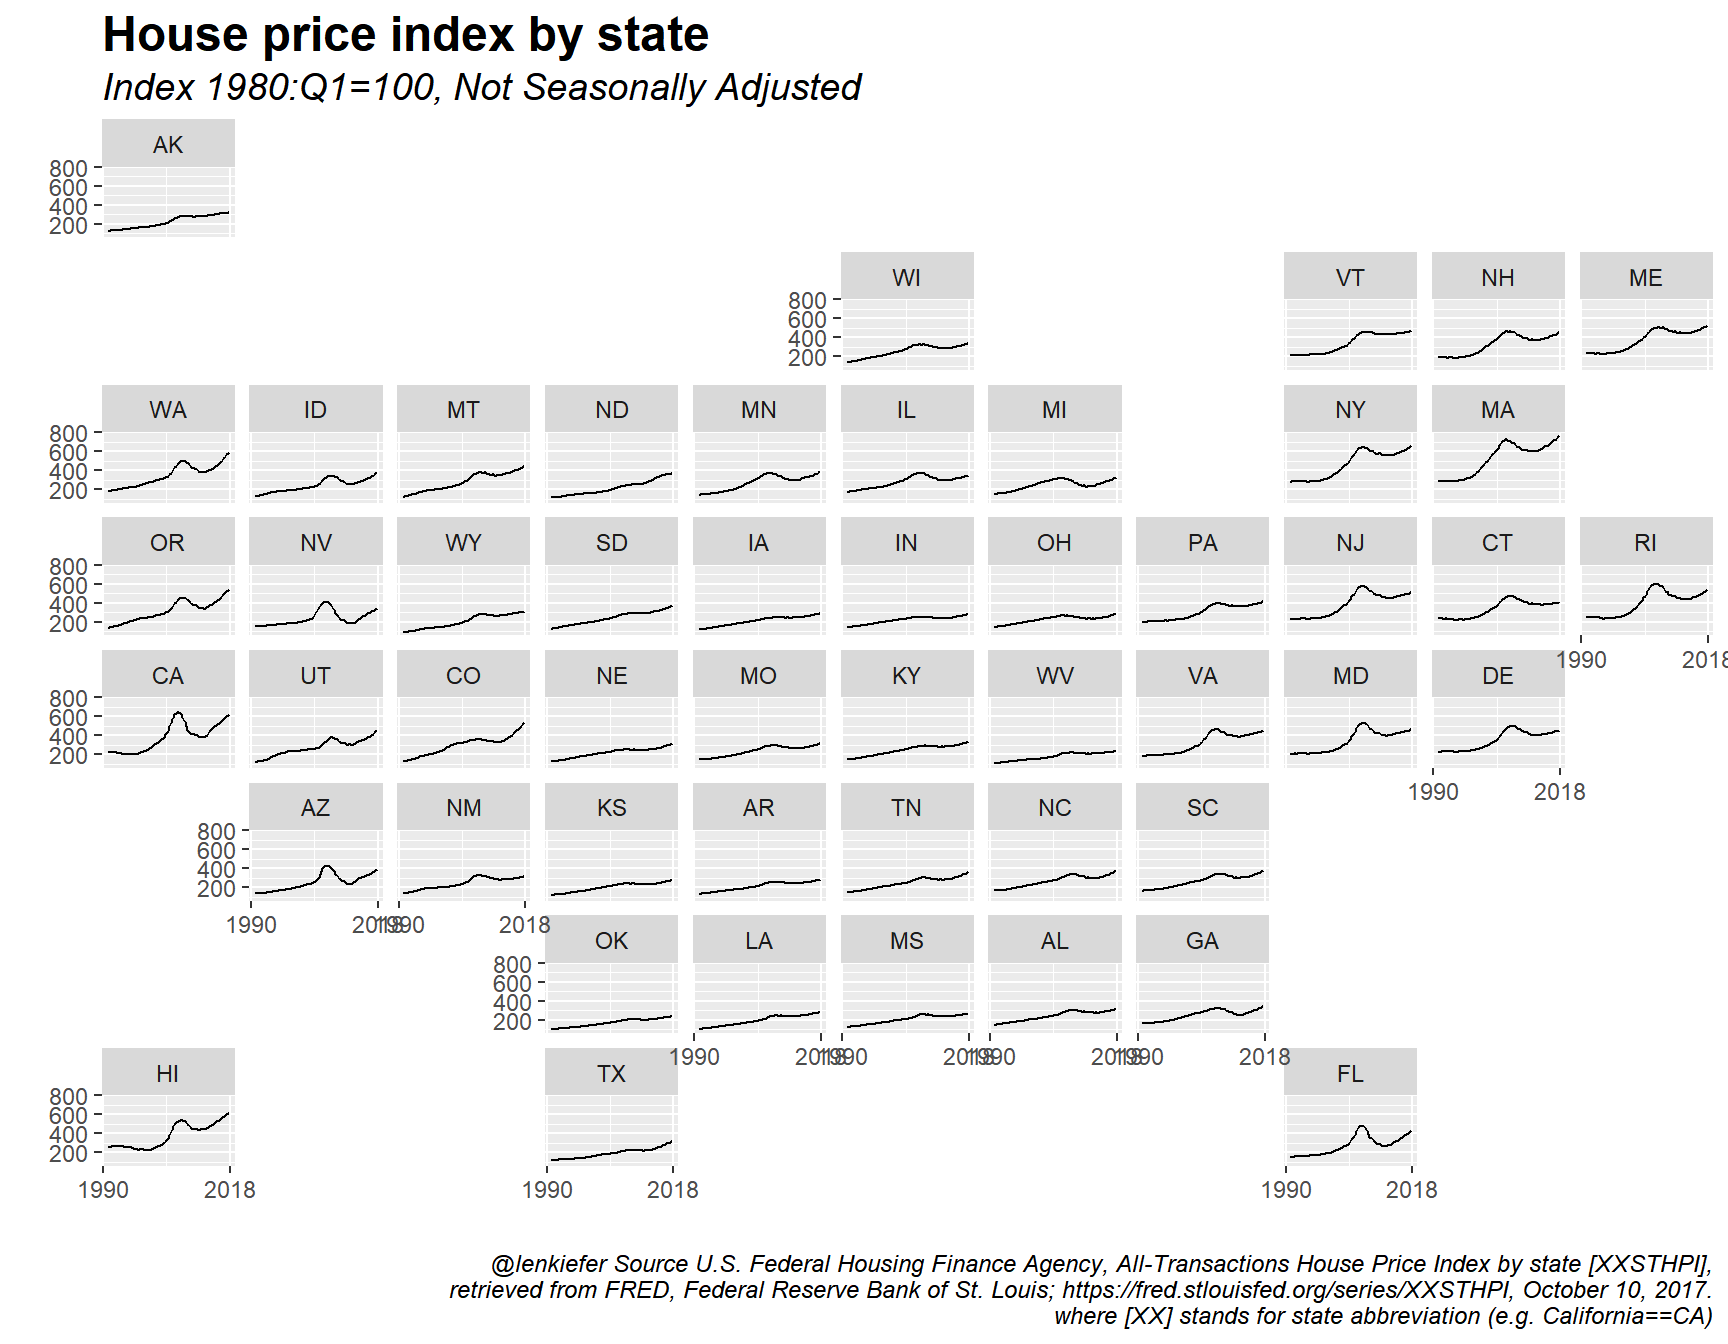 House price index by state
Index 1980:Q1=100, Not Seasonally Adjusted
AK
800
600
400
200
WI VT NH ME
800
600
400
200
WA ID MT ND MN IL MI NY MA
800
600
400
200
OR NV WY SD IA IN OH PA NJ CT RI
800
600
400
200
1990 2018
CA UT CO NE MO KY WV VA MD DE
800
600
400
200
1990 2018
AZ NM KS AR TN NC SC
800
600
400
200
1990 2018 1990 2018
OK LA MS AL GA
800
600
400
200
1990 2018 1990 2018 1990 2018 1990 2018
HI TX FL
800
600
400
200
1990 2018 1990 2018 1990 2018
@lenkiefer Source U.S. Federal Housing Finance Agency, All-Transactions House Price Index by state [XXSTHPI],
retrieved from FRED, Federal Reserve Bank of St. Louis; https://fred.stlouisfed.org/series/XXSTHPI, October 10, 2017.
where [XX] stands for state abbreviation (e.g. California==CA)